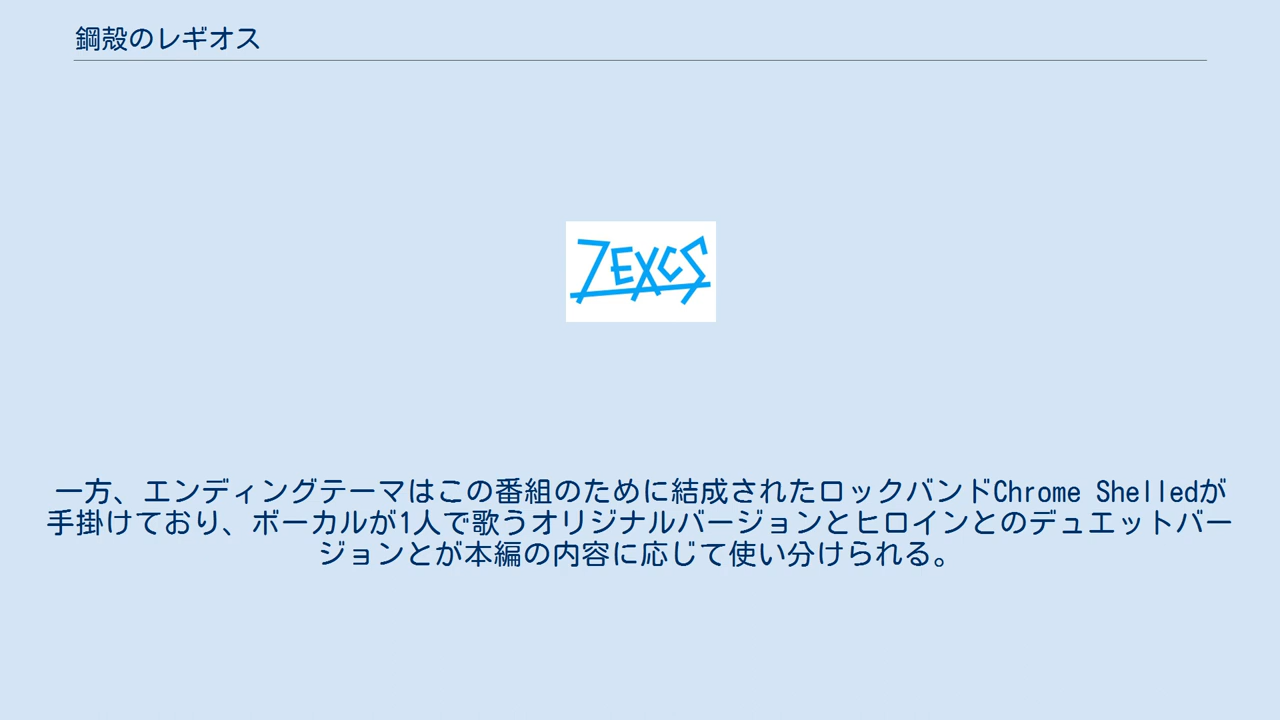 鋼殻のレギオス
ZEXCS
一方、エンディングテーマはこの番組のために結成されたロックバンドChrome Shelledが
手掛けており、ボーカルが1人で歌うオリジナルバージョンとヒロインとのデュエットバー
ジョンとが本編の内容に応じて使い分けられる。